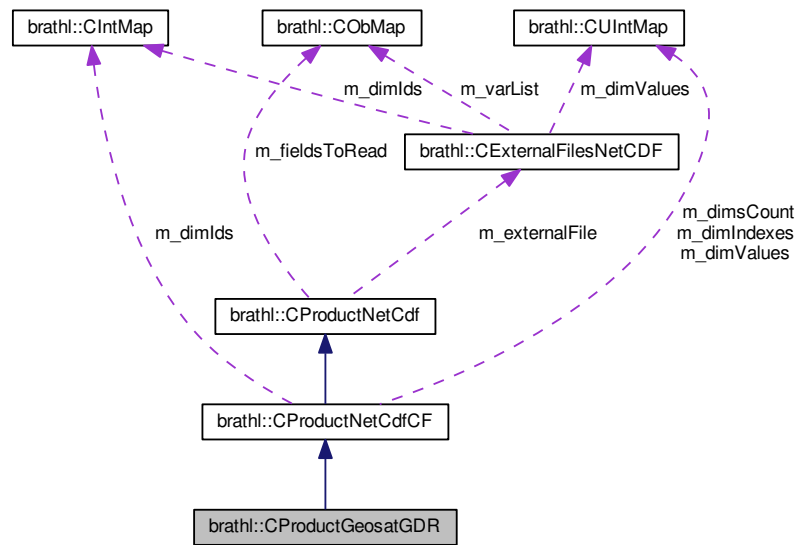 brathl::CIntMap
brathl::CObMap
brathl::CUIntMap
m_dimIds
m_varList
m_dimValues
m_fieldsToRead
brathl::CExternalFilesNetCDF
m_dimIds
m_externalFile
m_dimsCount
m_dimIndexes
m_dimValues
brathl::CProductNetCdf
brathl::CProductNetCdfCF
brathl::CProductGeosatGDR